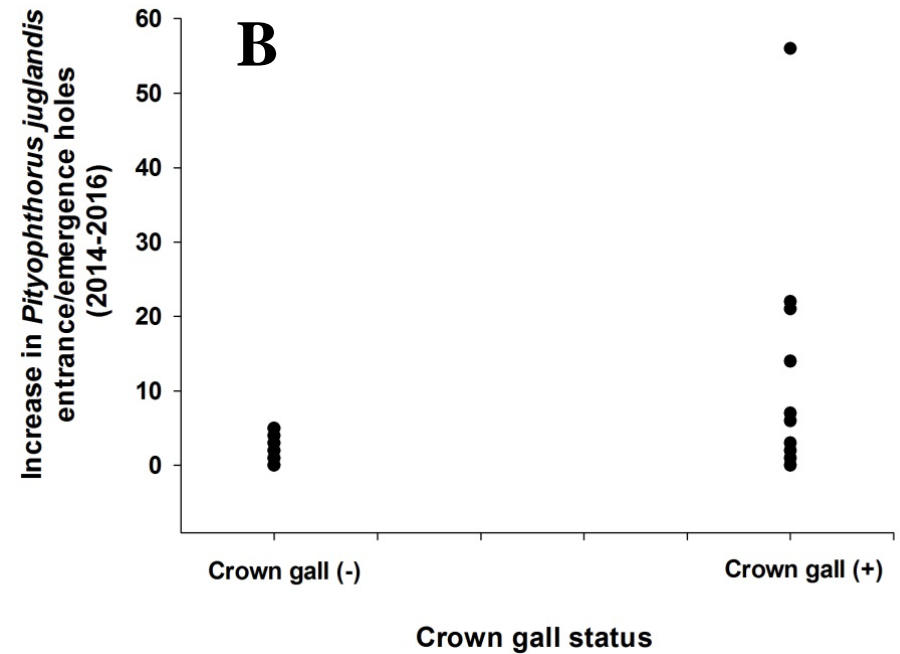 B
Increase in Pityophthorus juglandis
entrance/emergence holes
(2014-2016)
60
50
40
30
20
10
0
Crown gall (-)
Crown gall (+)
Crown gall status